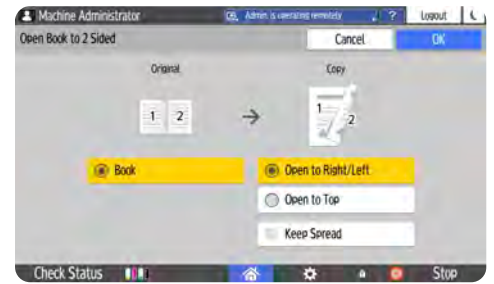 Machine Administrator Admin is operating remotely ? Logout
Open Book to 2 Sided Cancel OK
Original Copy
1 2 1 2
Book Open to Right/Left
Open to Top
Keep Spread
Check Status Stop